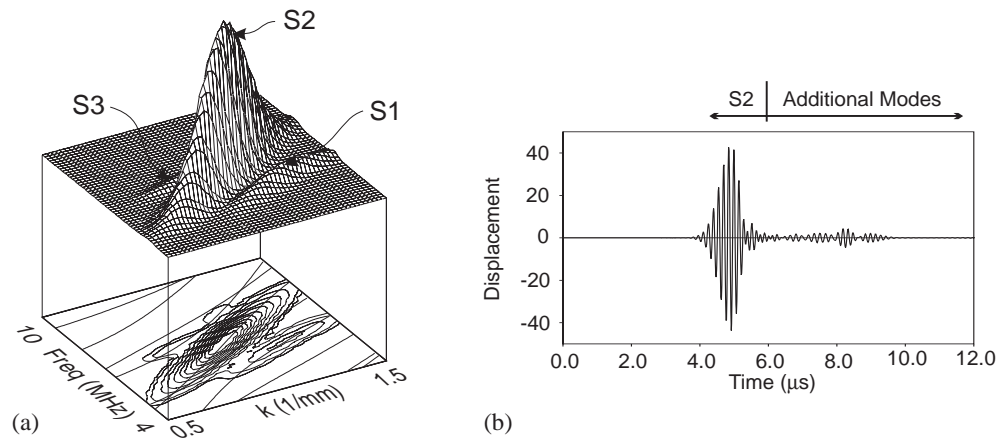 S2
S3
S1
10 Freq (MHz) 4
0.5 k (1/mm) 1.5
(a)
S2 Additional Modes
Displacement
40
20
0
-20
-40
0.0 2.0 4.0 6.0 8.0 10.0 12.0
Time (μs)
(b)